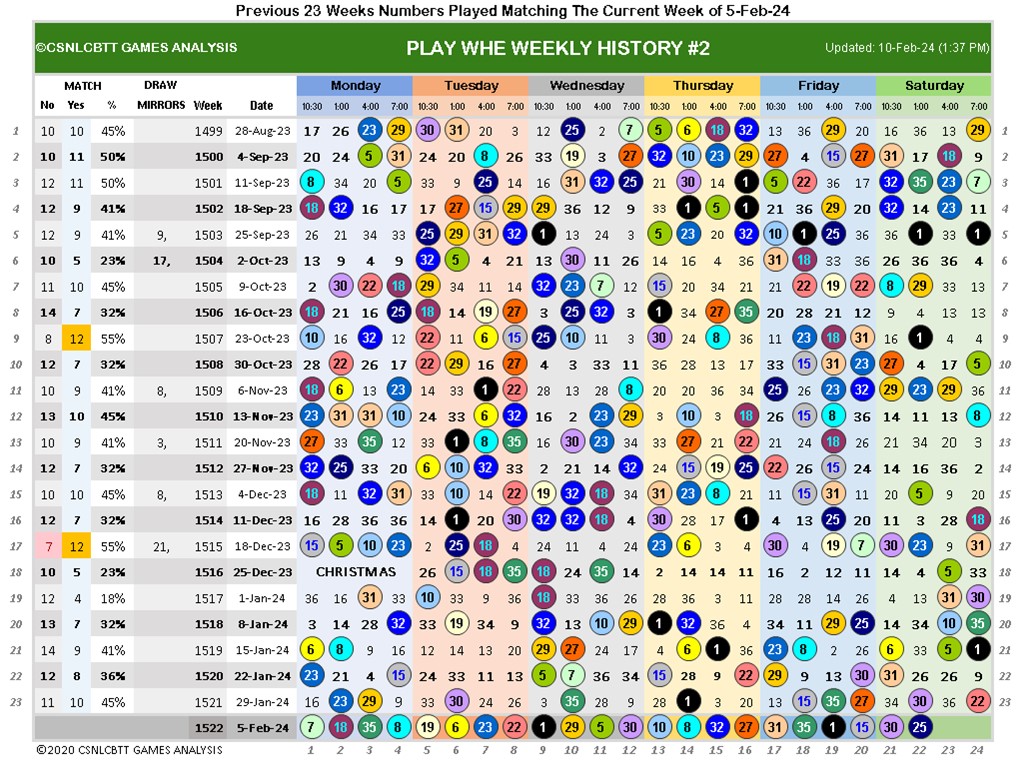 Previous 23 Weeks Numbers Played Matching The Current Week of 5-Feb-24
©CSNLCBTT GAMES ANALYSIS PLAY WHE WEEKLY HISTORY #2 Updated: 10-Feb-24 (1:37 PM)
MATCH DRAW Monday Tuesday Wednesday Thursday Friday Saturday
No Yes % MIRRORS Week Date 10:30 1:00 4:00 7:00 10:30 1:00 4:00 7:00 10:30 1:00 4:00 7:00 10:30 1:00 4:00 7:00 10:30 1:00 4:00 7:00 10:30 1:00 4:00 7:00
1 10 10 45% 1499 28-Aug-23 17 26 23 29 30 31 20 3 12 25 2 7 5 6 18 32 13 36 29 20 16 36 13 29 1
2 10 11 50% 1500 4-Sep-23 20 24 5 31 24 20 8 26 33 19 3 27 32 10 23 29 27 4 15 27 31 17 18 9 2
3 12 11 50% 1501 11-Sep-23 8 34 20 5 33 9 25 14 16 31 32 25 21 30 14 1 5 22 36 17 32 35 23 7 3
4 12 9 41% 1502 18-Sep-23 18 32 16 17 17 27 15 29 29 36 12 9 33 1 5 1 21 36 29 20 32 14 23 11 4
5 12 9 41% 9, 1503 25-Sep-23 26 21 34 33 25 29 31 32 1 13 24 3 5 23 20 32 10 1 25 36 36 1 33 1 5
6 10 5 23% 17, 1504 2-Oct-23 13 9 4 9 32 5 4 21 13 30 11 26 14 16 4 36 31 18 33 36 26 36 36 4 6
7 11 10 45% 1505 9-Oct-23 2 30 22 18 29 34 11 14 32 23 7 12 15 20 34 21 4 22 19 22 8 29 33 13 7
8 14 7 32% 1506 16-Oct-23 18 21 16 25 18 14 19 27 3 25 32 3 1 34 27 35 20 28 21 12 9 4 13 13 8
9 8 12 55% 1507 23-Oct-23 10 16 32 12 22 11 6 15 25 10 11 3 30 24 8 36 11 23 18 31 16 1 4 4 9
10 12 7 32% 1508 30-Oct-23 28 22 26 17 22 29 16 27 4 3 33 11 36 28 13 17 33 15 31 23 27 4 17 5 10
11 10 9 41% 8, 1509 6-Nov-23 18 6 13 23 14 33 1 22 13 28 28 8 33 26 11 34 25 26 23 32 29 23 29 36 11
12 13 10 45% 1510 13-Nov-23 23 31 31 10 24 33 6 32 16 2 23 29 3 10 3 18 26 15 8 36 14 11 13 8 12
13 10 9 41% 3, 1511 20-Nov-23 27 33 35 12 33 1 8 35 16 30 23 34 33 27 21 22 21 24 18 26 21 34 20 3 13
14 12 7 32% 1512 27-Nov-23 32 25 33 20 6 10 32 33 2 21 14 32 24 15 19 25 22 26 15 24 14 16 36 2 14
15 10 10 45% 8, 1513 4-Dec-23 18 11 32 31 33 10 14 22 19 32 18 34 31 23 8 21 11 15 31 11 20 5 9 20 15
16 12 7 32% 1514 11-Dec-23 16 28 36 16 14 1 20 30 32 32 18 4 30 28 17 1 4 13 25 20 11 3 28 18 16
17 7 12 55% 21, 1515 18-Dec-23 15 5 10 23 2 25 18 4 24 11 4 24 23 6 3 4 30 4 19 7 30 23 9 31 17
18 10 5 23% 1516 25-Dec-23 CHRISTMAS 26 15 18 35 18 24 35 14 2 14 14 11 16 2 12 11 14 4 5 33 18
19 12 4 18% 1517 1-Jan-24 36 16 31 33 10 33 9 36 18 33 33 9 28 36 3 11 28 28 14 26 4 13 31 30 19
20 13 7 32% 1518 8-Jan-24 3 14 28 32 33 19 34 9 32 13 10 29 1 32 36 4 34 11 29 25 34 34 10 35 20
21 14 9 41% 1519 15-Jan-24 6 8 9 16 12 14 13 20 29 27 17 24 4 6 1 36 23 8 2 26 6 33 5 1 21
22 12 8 36% 1520 22-Jan-24 23 21 4 15 24 33 11 13 5 7 36 34 15 28 9 22 29 9 13 30 31 26 26 9 22
23 11 10 45% 1521 29-Jan-24 16 23 29 9 33 30 24 14 3 35 28 28 14 1 3 13 20 15 35 27 34 30 36 22 23
1522 5-Feb-24 7 18 35 8 19 6 23 22 1 29 5 30 10 8 32 27 31 35 1 15 30 25
©2020 CSNLCBTT GAMES ANALYSIS 1 2 3 4 5 6 7 8 9 10 11 12 13 14 15 16 17 18 19 20 21 22 23 24